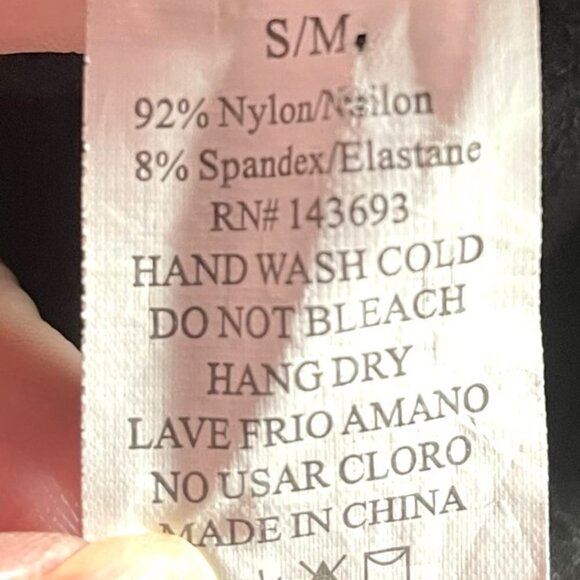 S/M
92% Nylon/Nailon
8% Spandex/Elastane
RN# 143693
HAND WASH COLD
DO NOT BLEACH
HANG DRY
LAVE FRIO AMANO
NO USAR CLORO
MADE IN CHINA